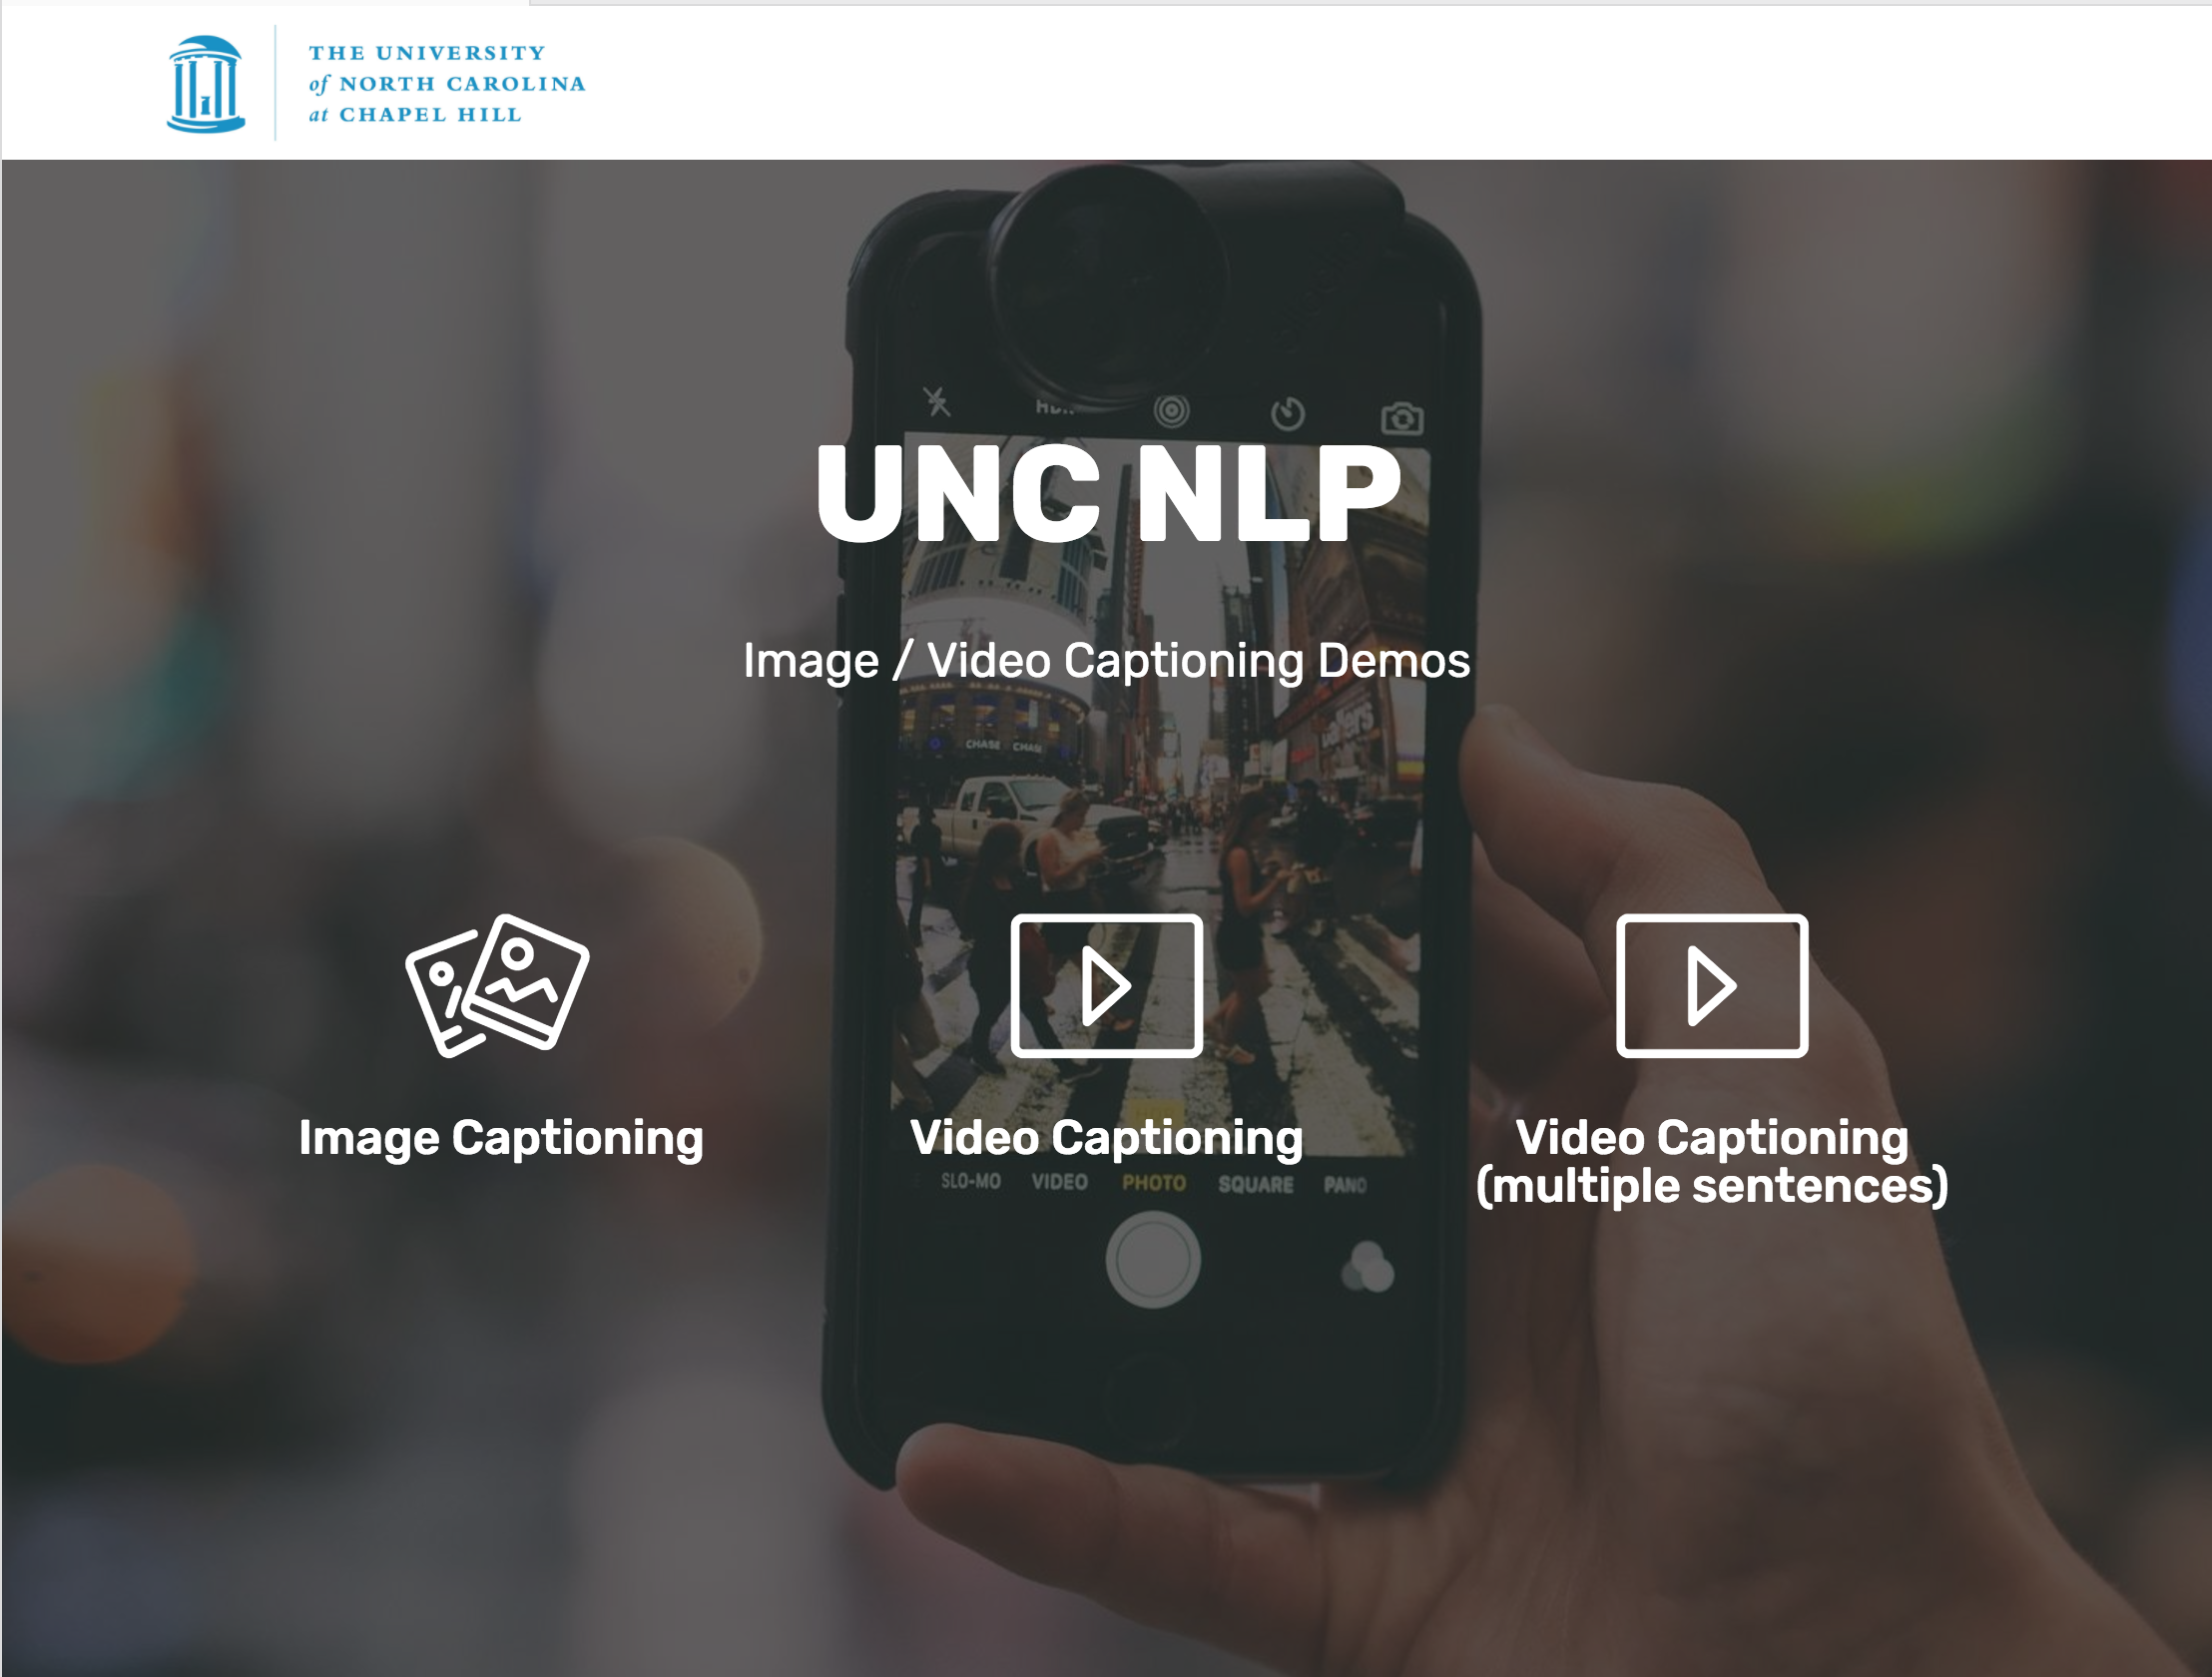 THE UNIVERSITY
of NORTH CAROLINA
at CHAPEL HILL
UNC NLP
Image / Video Captioning Demos
CHASE CHASE
Image Captioning
Video Captioning
Video Captioning
(multiple sentences)
SLO-MO VIDEO PHOTO SQUARE PANO